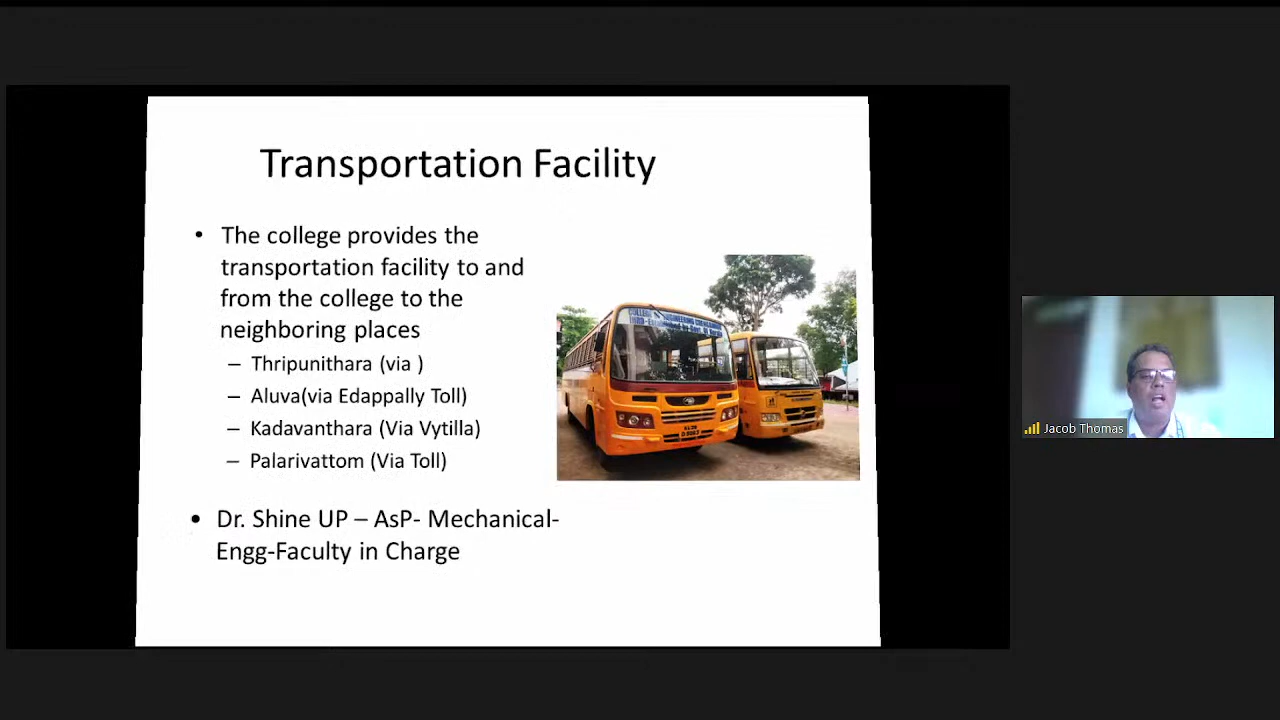 Transportation Facility
• The college provides the
transportation facility to and
from the college to the
neighboring places
– Thripunithara (via )
– Aluva(via Edappally Toll)
– Kadavanthara (Via Vytilla)
– Palarivattom (Via Toll)
• Dr. Shine UP – AsP- Mechanical-
Engg-Faculty in Charge
Jacob Thomas